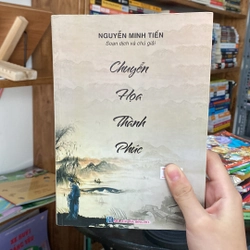 NGUYỄN MINH TIẾN
Soạn dịch và chú giải
Chuyển
Họa
Thành
Phúc